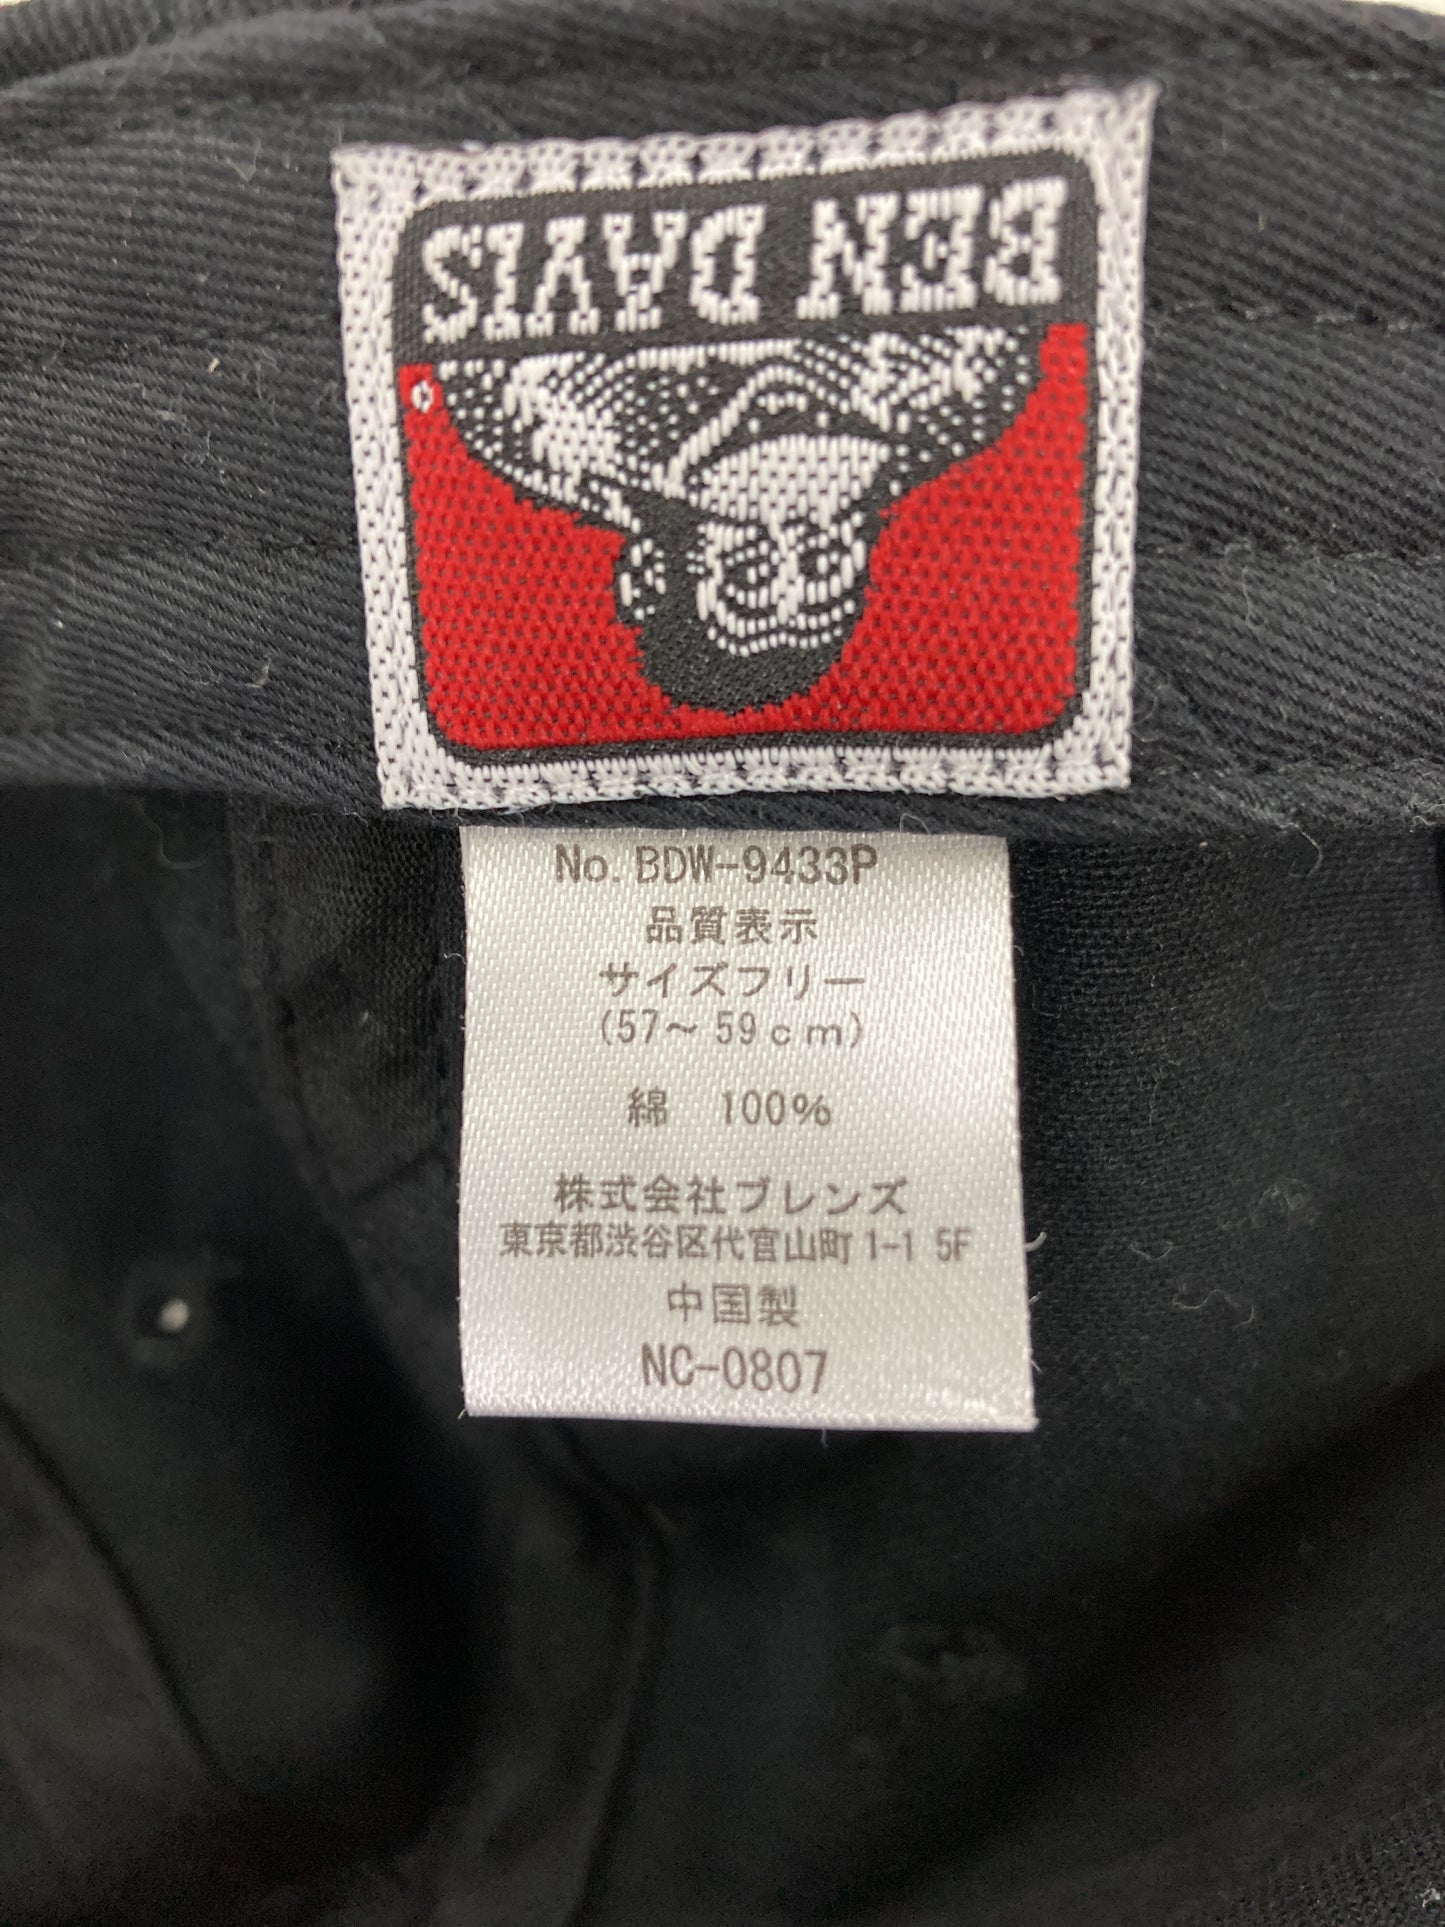 BEN DAVIS
No. BDW-9433P
品質表示
サイズフリー
(57～59cm)
綿 100%
株式会社ブレンズ
東京都渋谷区代官山町1-1 5F
中国製
NC-0807